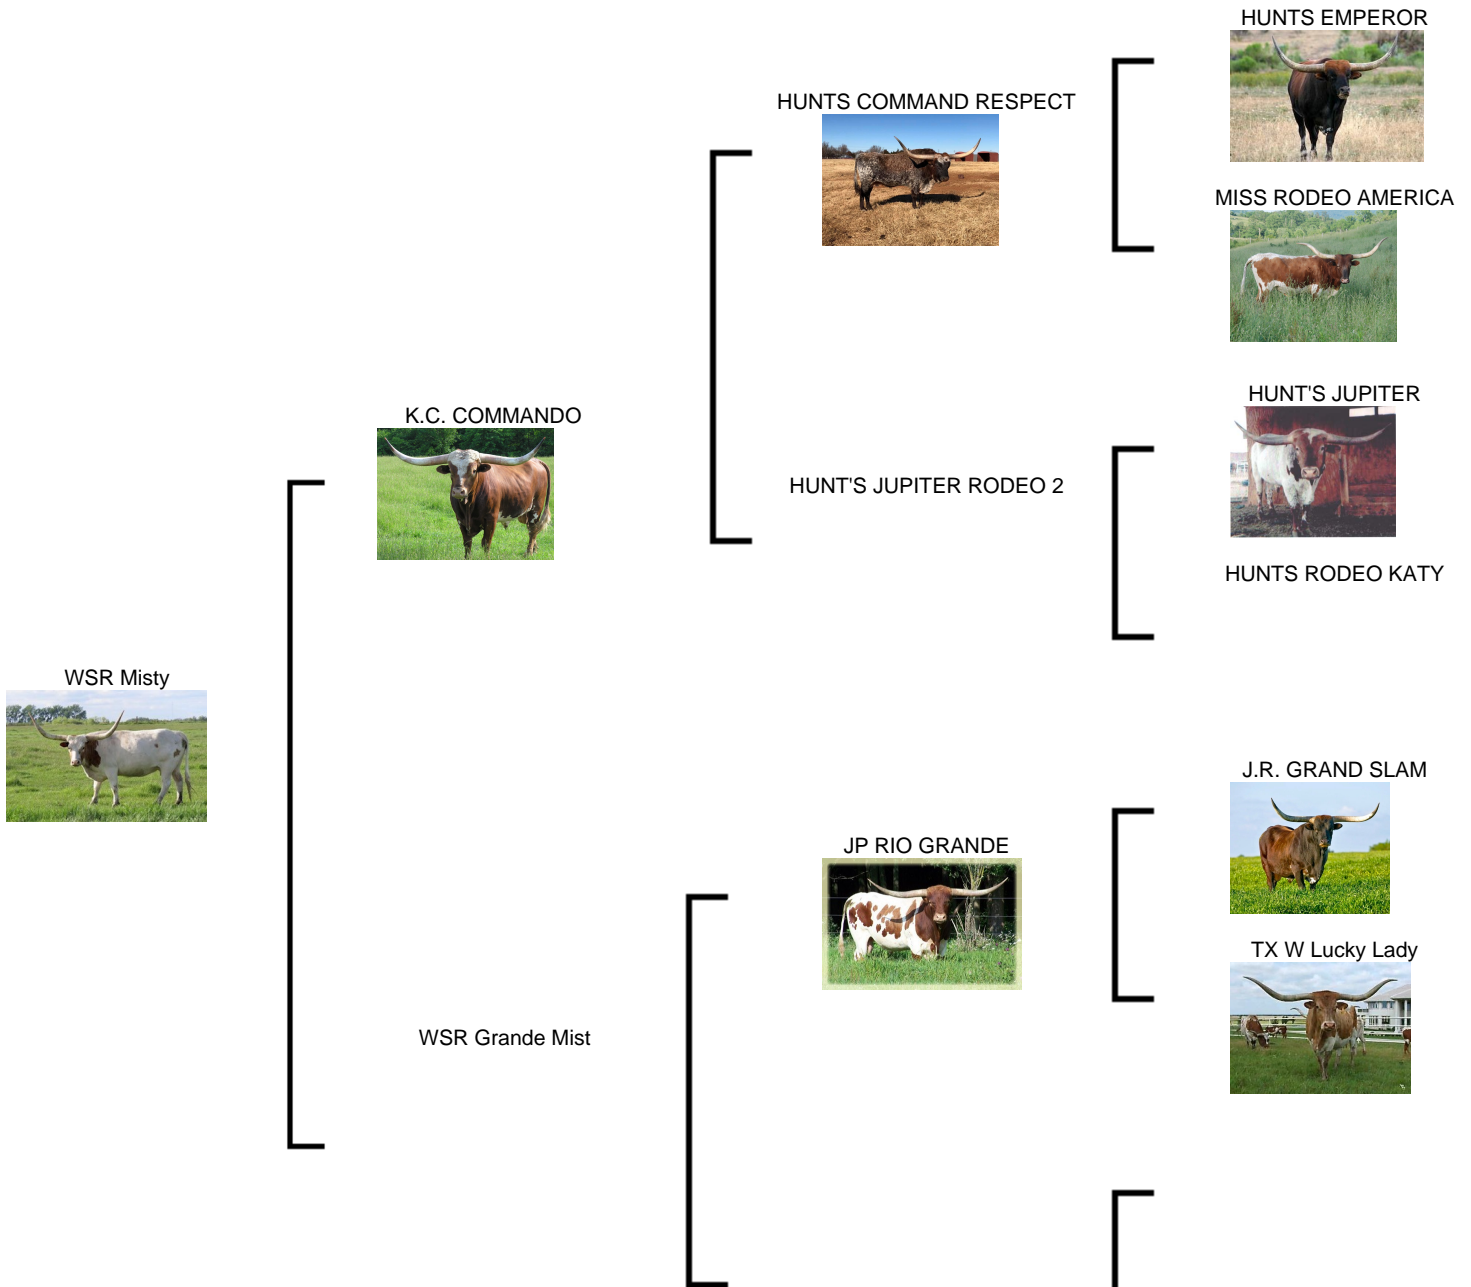 HUNTS EMPEROR
HUNTS COMMAND RESPECT
MISS RODEO AMERICA
HUNT'S JUPITER
K.C. COMMANDO
HUNT'S JUPITER RODEO 2
HUNTS RODEO KATY
WSR Misty
J.R. GRAND SLAM
JP RIO GRANDE
TX W Lucky Lady
WSR Grande Mist